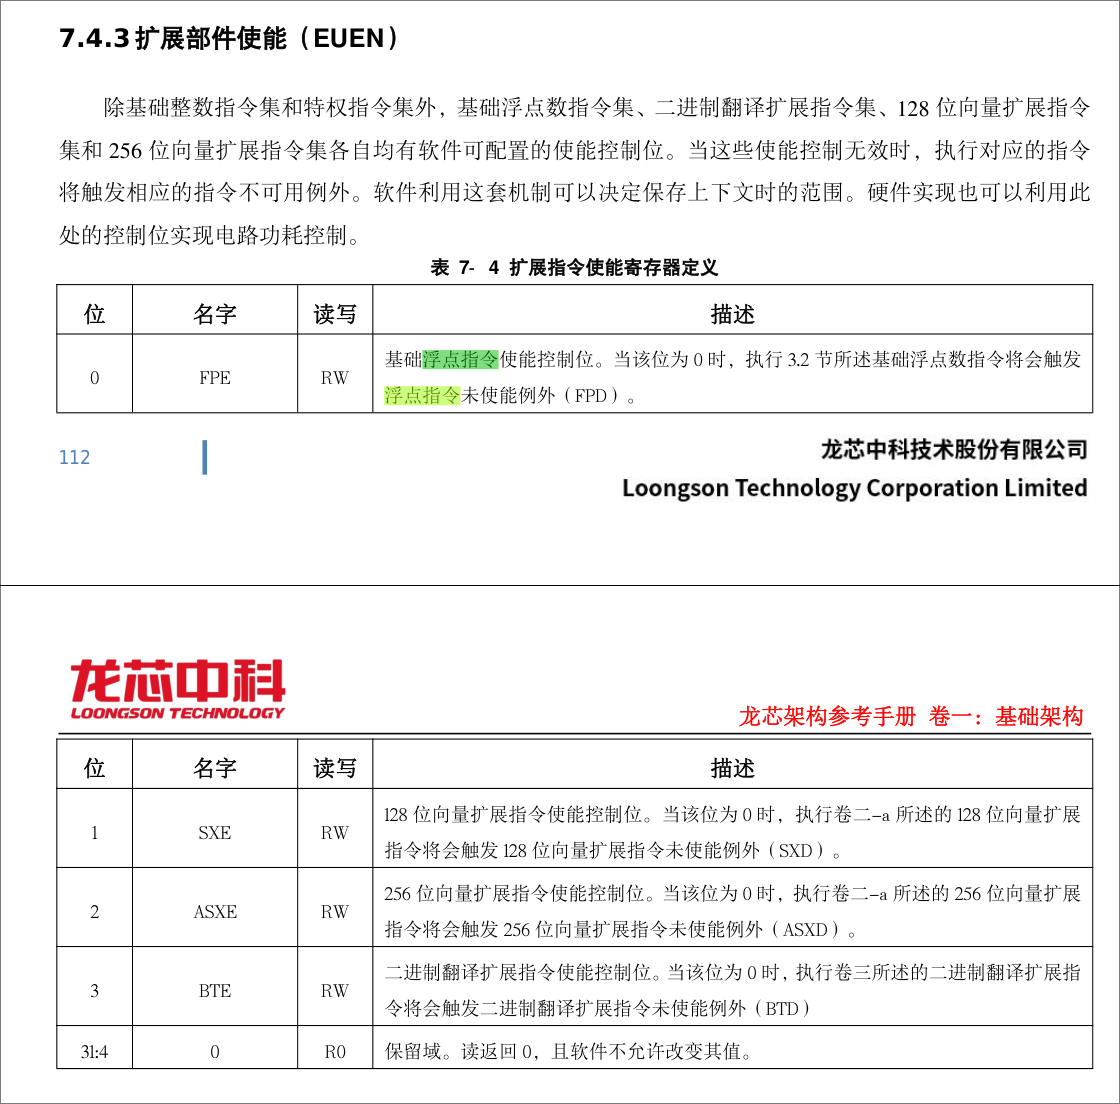 7.4.3 扩展部件使能（EUEN）
除基础整数指令集和特权指令集外，基础浮点数指令集、二进制翻译扩展指令集、128 位向量扩展指令
集和 256 位向量扩展指令集各自均有软件可配置的使能控制位。当这些使能控制无效时，执行对应的指令
将触发相应的指令不可用例外。软件利用这套机制可以决定保存上下文时的范围。硬件实现也可以利用此
处的控制位实现电路功耗控制。
表 7- 4 扩展指令使能寄存器定义
位 名字 读写 描述
0 FPE RW 基础浮点指令使能控制位。当该位为 0 时，执行 3.2 节所述基础浮点数指令将会触发
浮点指令未使能例外（FPD）。
112
龙芯中科技术股份有限公司
Loongson Technology Corporation Limited
龙芯中科
LOONGSON TECHNOLOGY
龙芯架构参考手册 卷一：基础架构
位 名字 读写 描述
1 SXE RW 128 位向量扩展指令使能控制位。当该位为 0 时，执行卷二-a 所述的 128 位向量扩展
指令将会触发 128 位向量扩展指令未使能例外（SXD）。
2 ASXE RW 256 位向量扩展指令使能控制位。当该位为 0 时，执行卷二-a 所述的 256 位向量扩展
指令将会触发 256 位向量扩展指令未使能例外（ASXD）。
3 BTE RW 二进制翻译扩展指令使能控制位。当该位为 0 时，执行卷三所述的二进制翻译扩展指
令将会触发二进制翻译扩展指令未使能例外（BTD）
31:4 0 R0 保留域。读返回 0，且软件不允许改变其值。